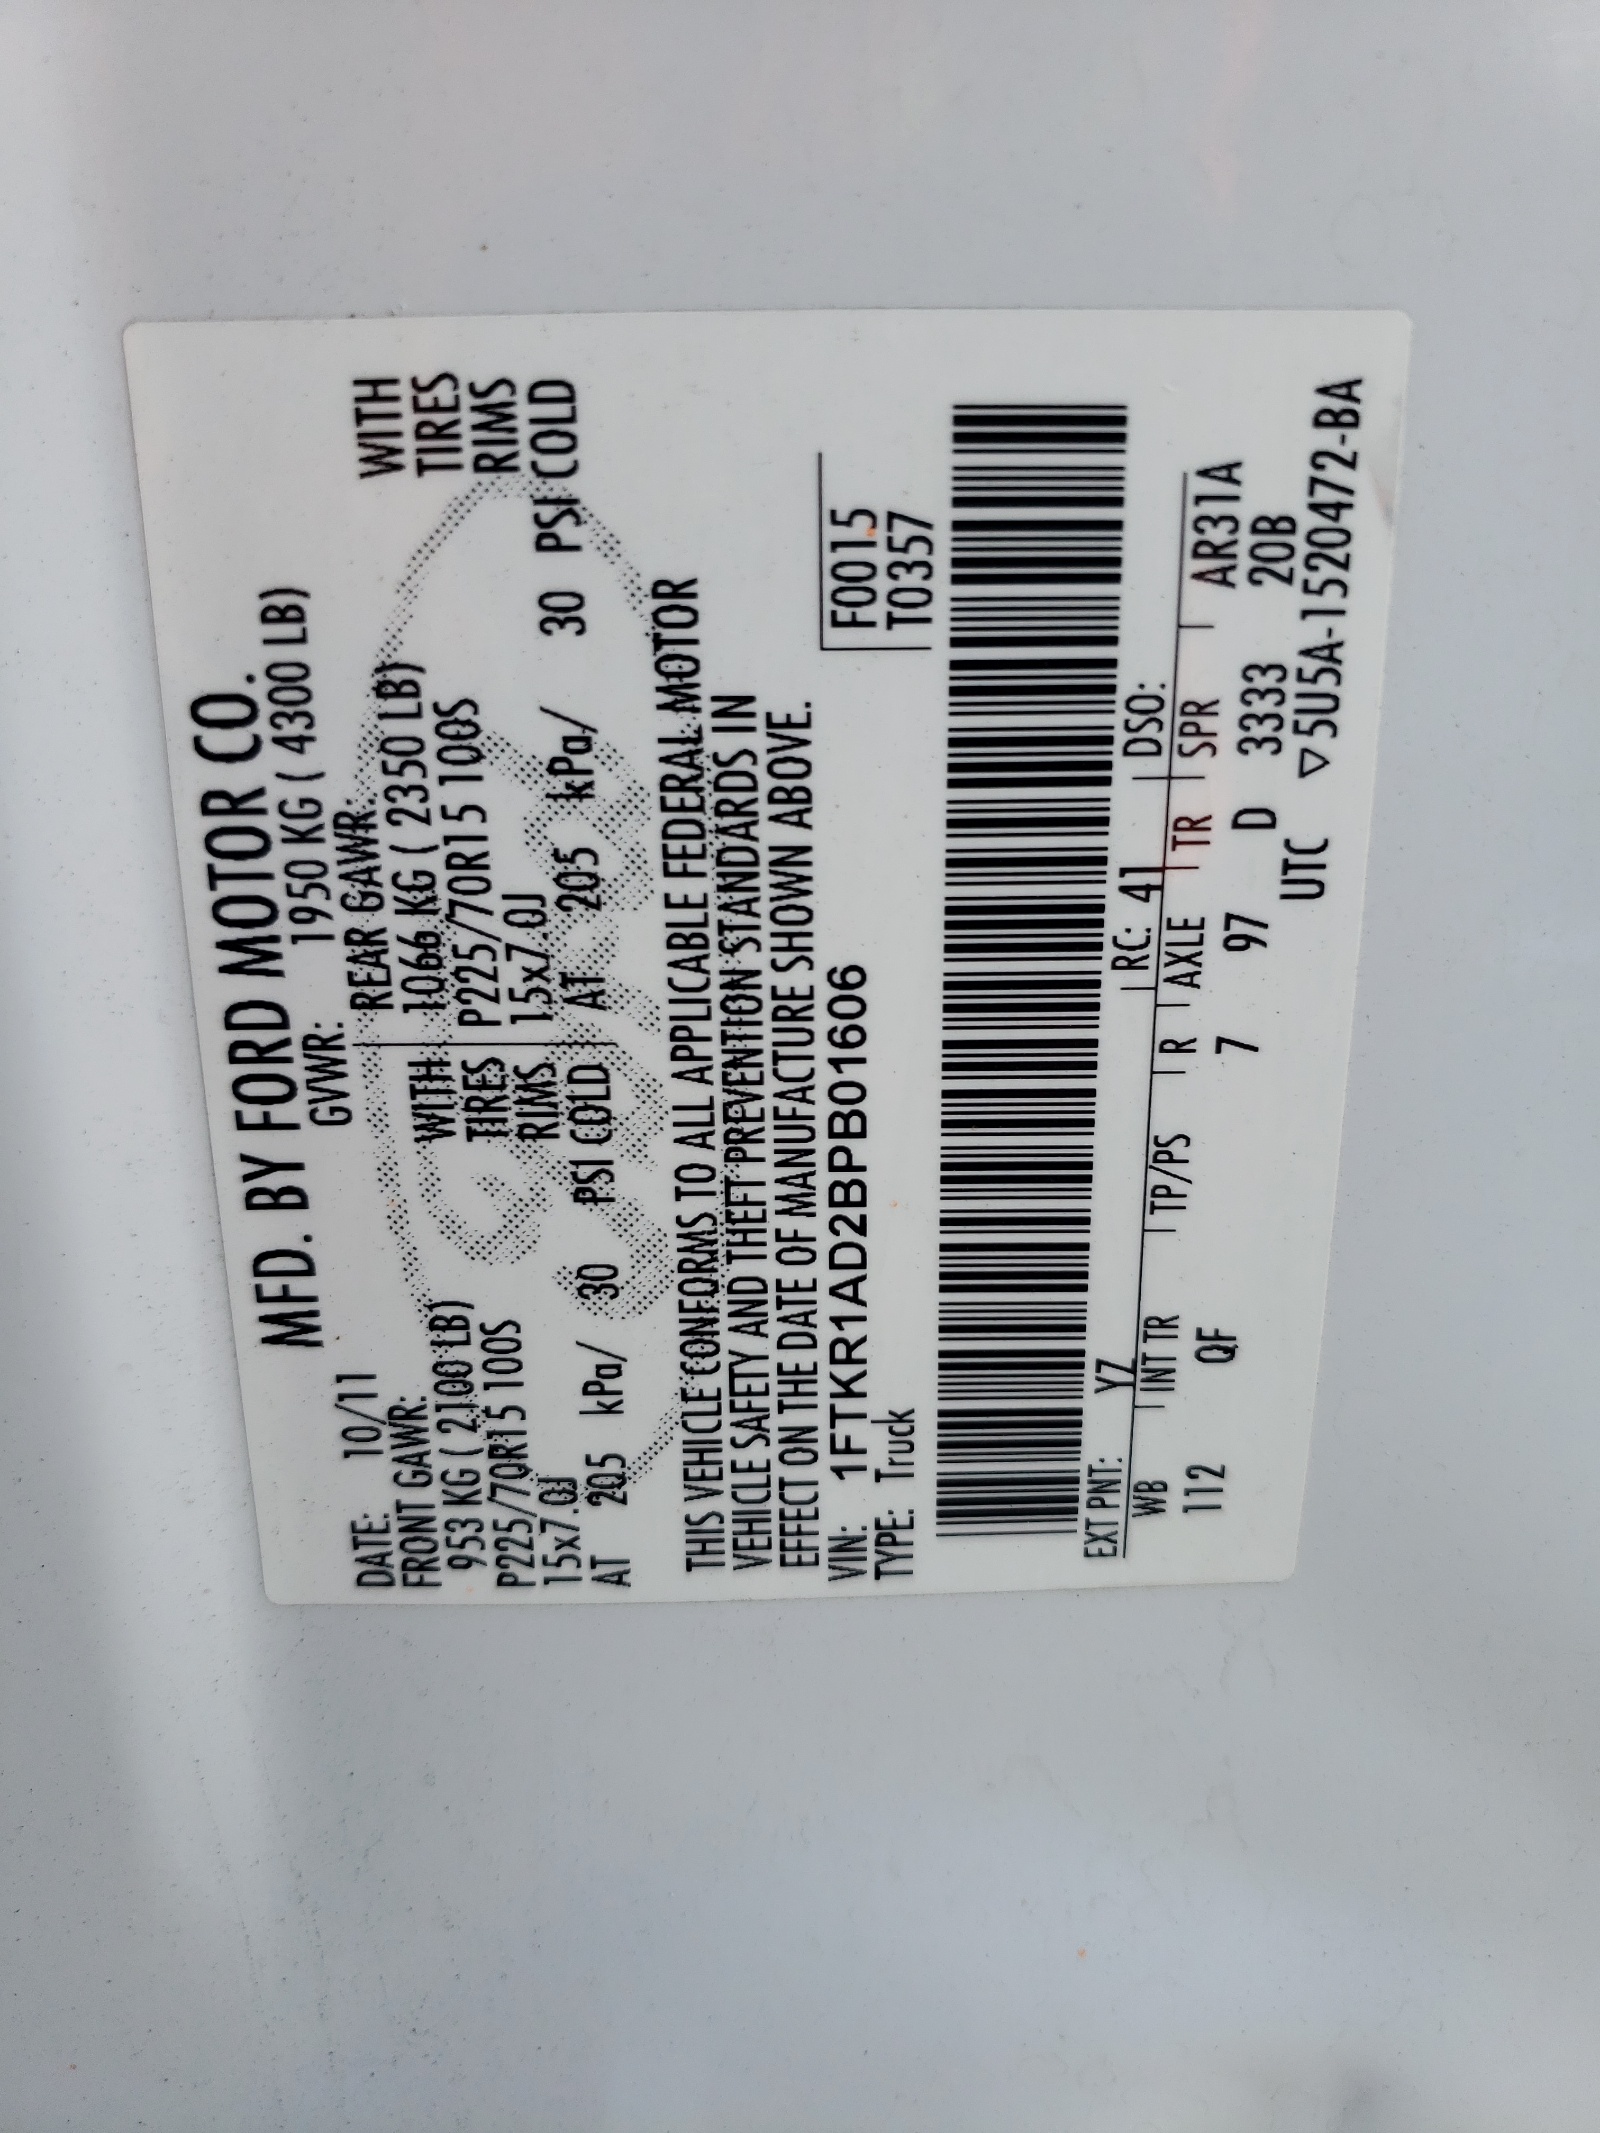 MFD. BY FORD MOTOR CO.
DATE: 10/11 GVWR: 1950 KG ( 4300 LB)
FRONT GAWR: REAR GAWR:
953 KG ( 2100 LB) WITH 1066 KG ( 2350 LB) WITH
P225/70R15 100S TIRES P225/70R15 100S TIRES
15x7.0J RIMS 15x7.0J RIMS
AT 205 kPa/ 30 PSI COLD AT 205 kPa/ 30 PSI COLD
THIS VEHICLE CONFORMS TO ALL APPLICABLE FEDERAL MOTOR
VEHICLE SAFETY AND THEFT PREVENTION STANDARDS IN
EFFECT ON THE DATE OF MANUFACTURE SHOWN ABOVE.
VIN: 1FTKR1AD2BPB01606 F0015
TYPE: Truck T0357
EXT PNT: YZ RC: 41 DSO:
WB INT TR TP/PS R AXLE TR SPR AR31A
112 QF 7 97 D 3333 20B
UTC ▽5U5A-1520472-BA